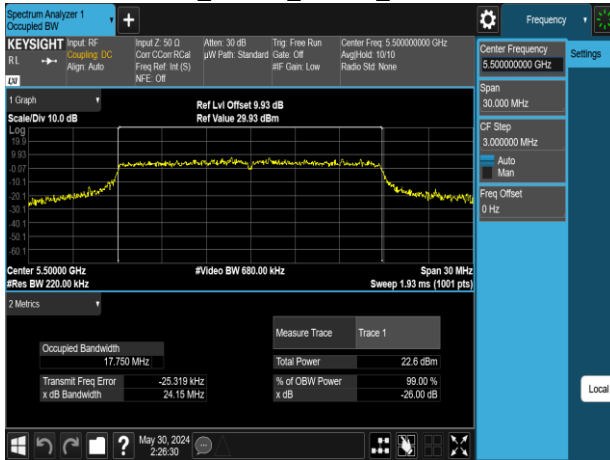 Spectrum Analyzer 1
Occupied BW
Frequency
KEYSIGHT
RL
LXI
Input: RF
Coupling: DC
Align: Auto
Input Z: 50 Ω
Corr CCorr RCal
Freq Ref: Int (S)
NFE: Off
Atten: 30 dB
µW Path: Standard
Trig: Free Run
Gate: Off
#IF Gain: Low
Center Freq: 5.500000000 GHz
Avg|Hold: 10/10
Radio Std: None
Center Frequency
5.500000000 GHz
Settings
Span
30.000 MHz
CF Step
3.000000 MHz
Auto
Man
Freq Offset
0 Hz
Local
1 Graph
Scale/Div 10.0 dB
Ref Lvl Offset 9.93 dB
Ref Value 29.93 dBm
Log
19.9
9.93
-0.07
-10.1
-20.1
-30.1
-40.1
-50.1
-60.1
Center 5.50000 GHz
#Video BW 680.00 kHz
Span 30 MHz
#Res BW 220.00 kHz
Sweep 1.93 ms (1001 pts)
2 Metrics
Measure Trace
Trace 1
Occupied Bandwidth
17.750 MHz
Total Power
22.6 dBm
Transmit Freq Error
-25.319 kHz
% of OBW Power
99.00 %
x dB Bandwidth
24.15 MHz
x dB
-26.00 dB
May 30, 2024
2:26:30